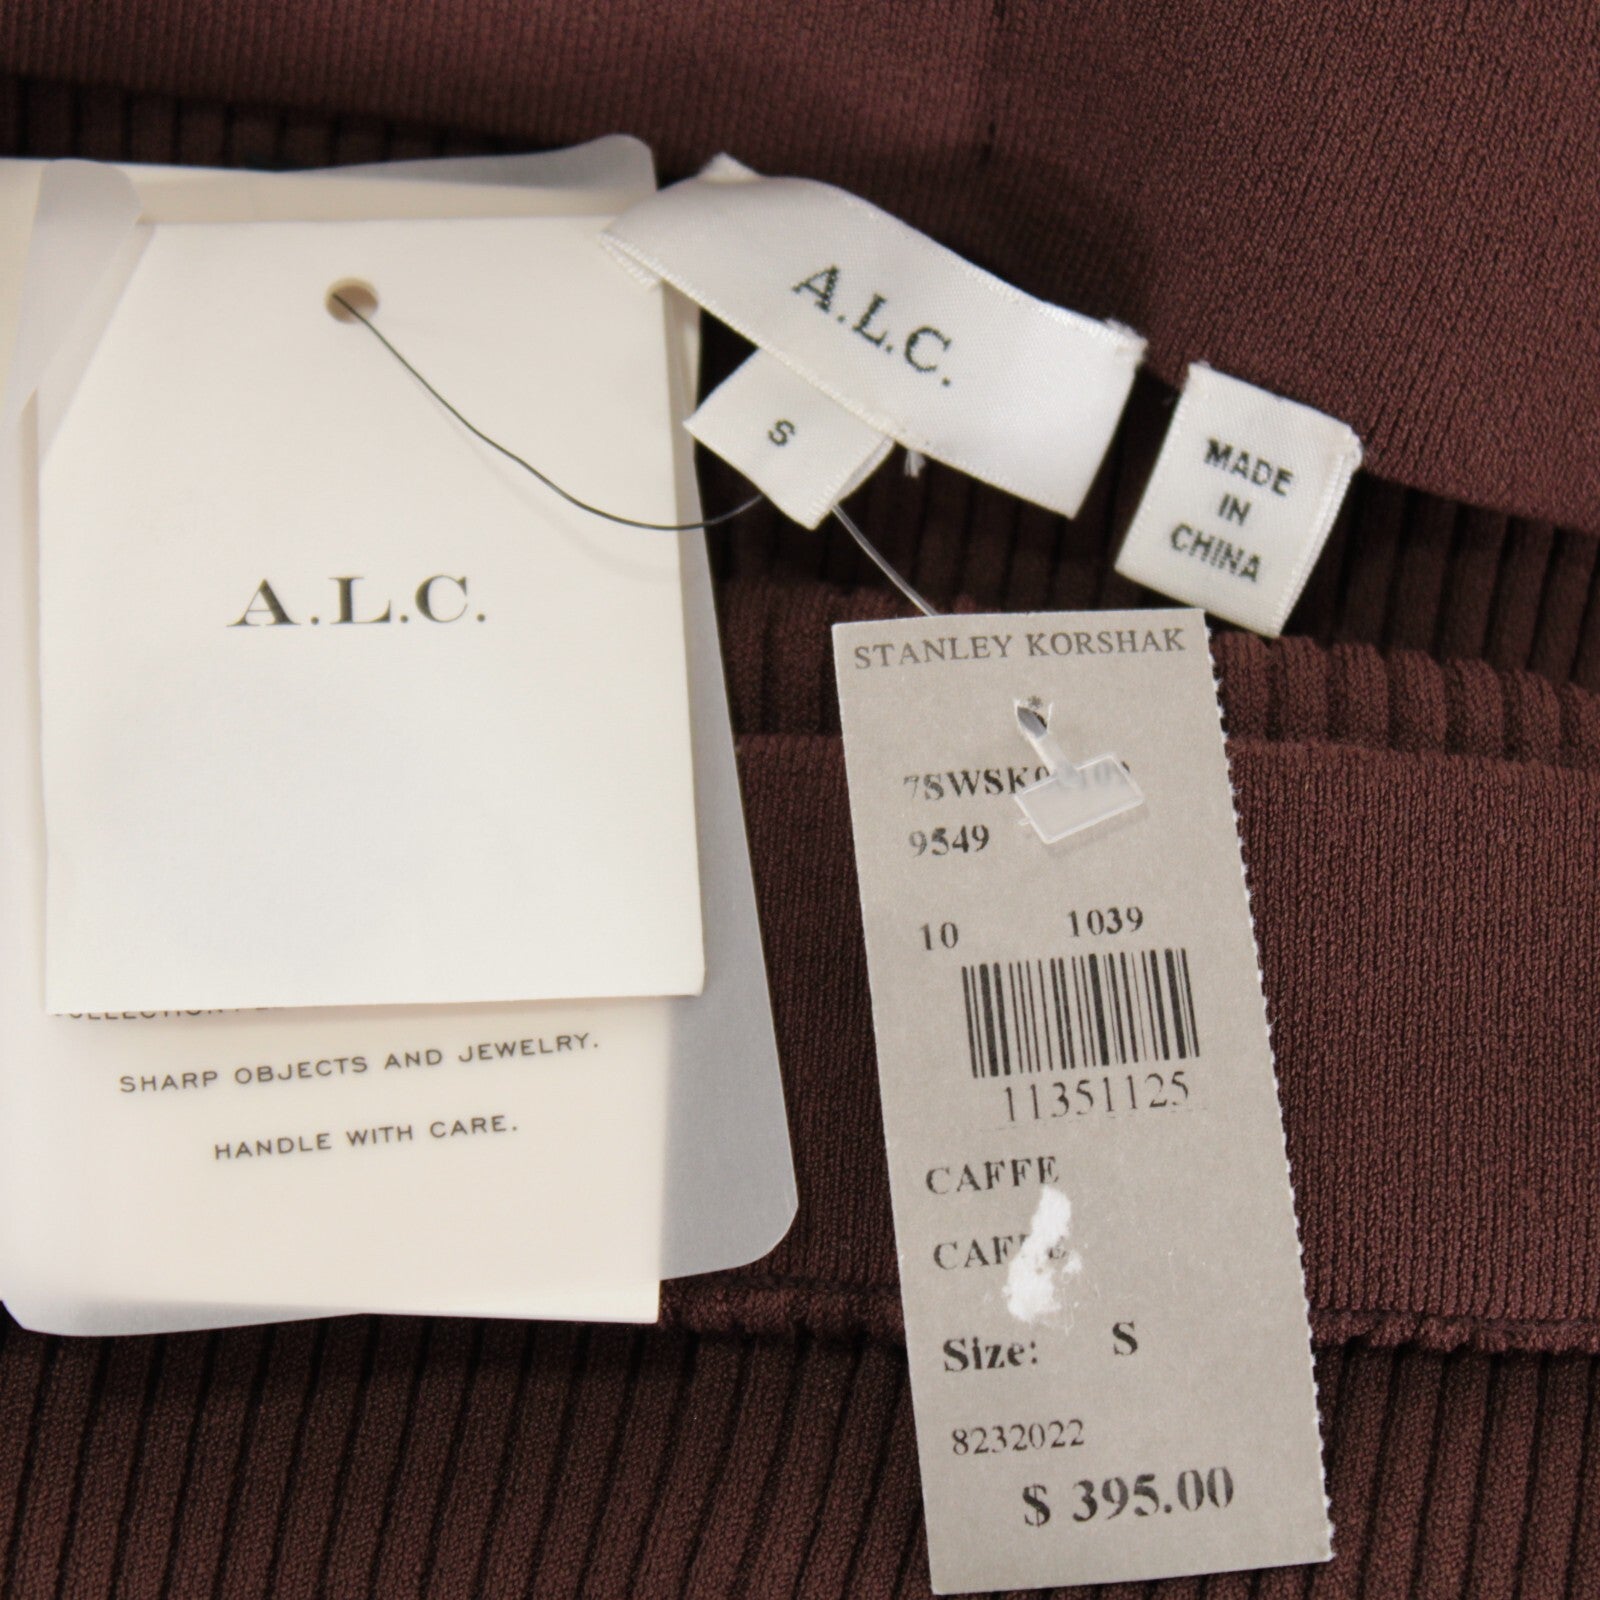 A.L.C.
S
MADE
IN
CHINA
A.L.C.
SHARP OBJECTS AND JEWELRY.
HANDLE WITH CARE.
STANLEY KORSHAK
9549
10 1039
11351125
CAFFE
CAFFE
Size: S
8232022
$ 395.00